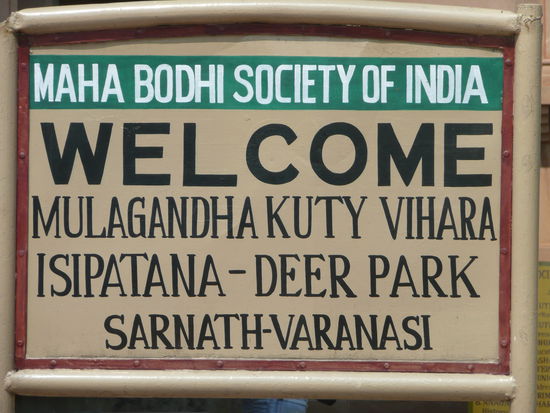 MAHA BODHI SOCIETY OF INDIA
WELCOME
MULAGANDHA KUTY VIHARA
ISIPATANA - DEER PARK
SARNATH-VARANASI